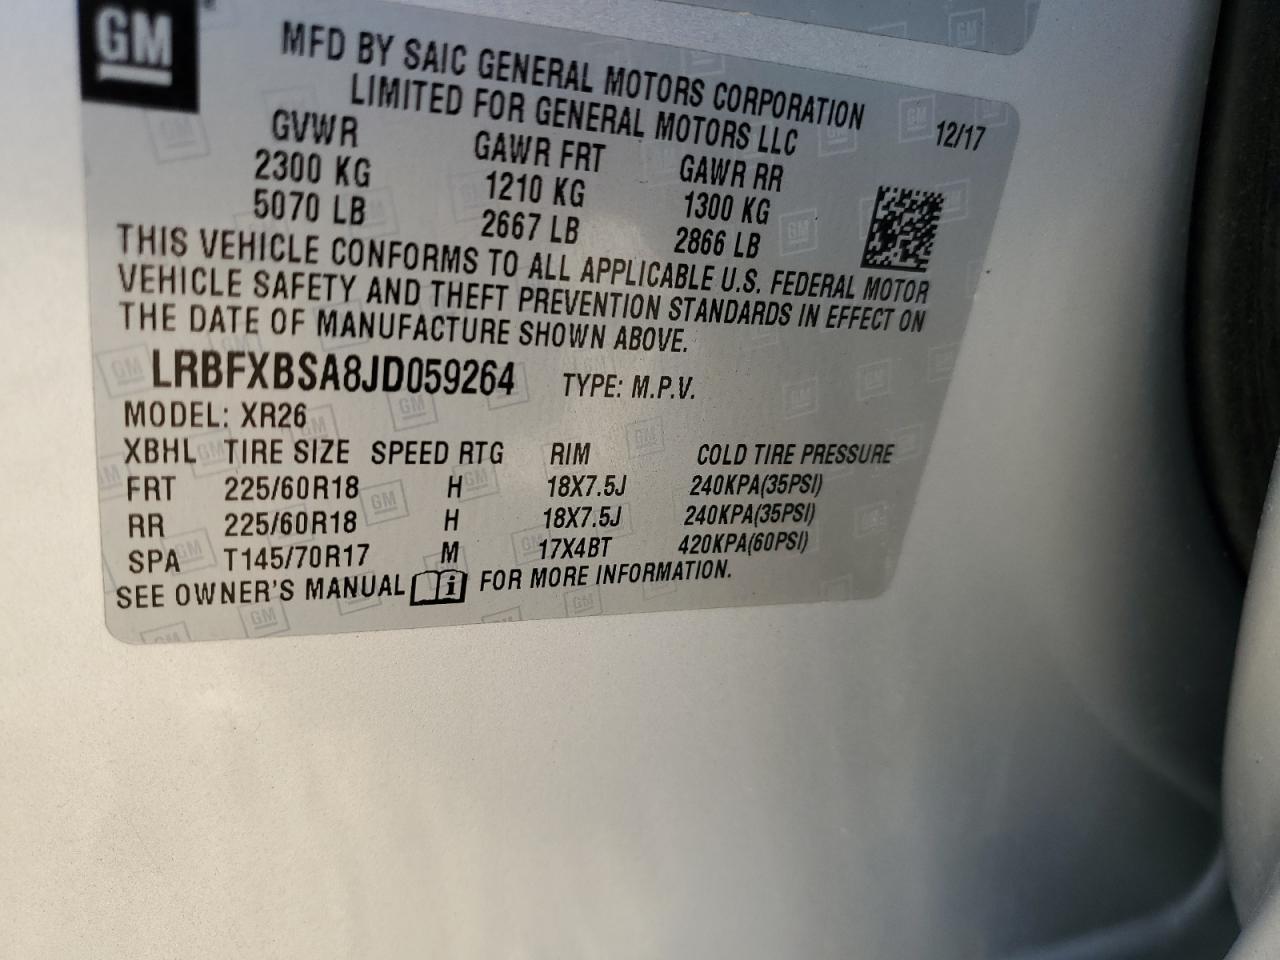 GM
MFD BY SAIC GENERAL MOTORS CORPORATION
LIMITED FOR GENERAL MOTORS LLC
12/17
GVWR GAWR FRT GAWR RR
2300 KG 1210 KG 1300 KG
5070 LB 2667 LB 2866 LB
THIS VEHICLE CONFORMS TO ALL APPLICABLE U.S. FEDERAL MOTOR
VEHICLE SAFETY AND THEFT PREVENTION STANDARDS IN EFFECT ON
THE DATE OF MANUFACTURE SHOWN ABOVE.
LRBFXBSA8JD059264 TYPE: M.P.V.
MODEL: XR26
XBHL TIRE SIZE SPEED RTG RIM COLD TIRE PRESSURE
FRT 225/60R18 H 18X7.5J 240KPA(35PSI)
RR 225/60R18 H 18X7.5J 240KPA(35PSI)
SPA T145/70R17 M 17X4BT 420KPA(60PSI)
SEE OWNER'S MANUAL i FOR MORE INFORMATION.